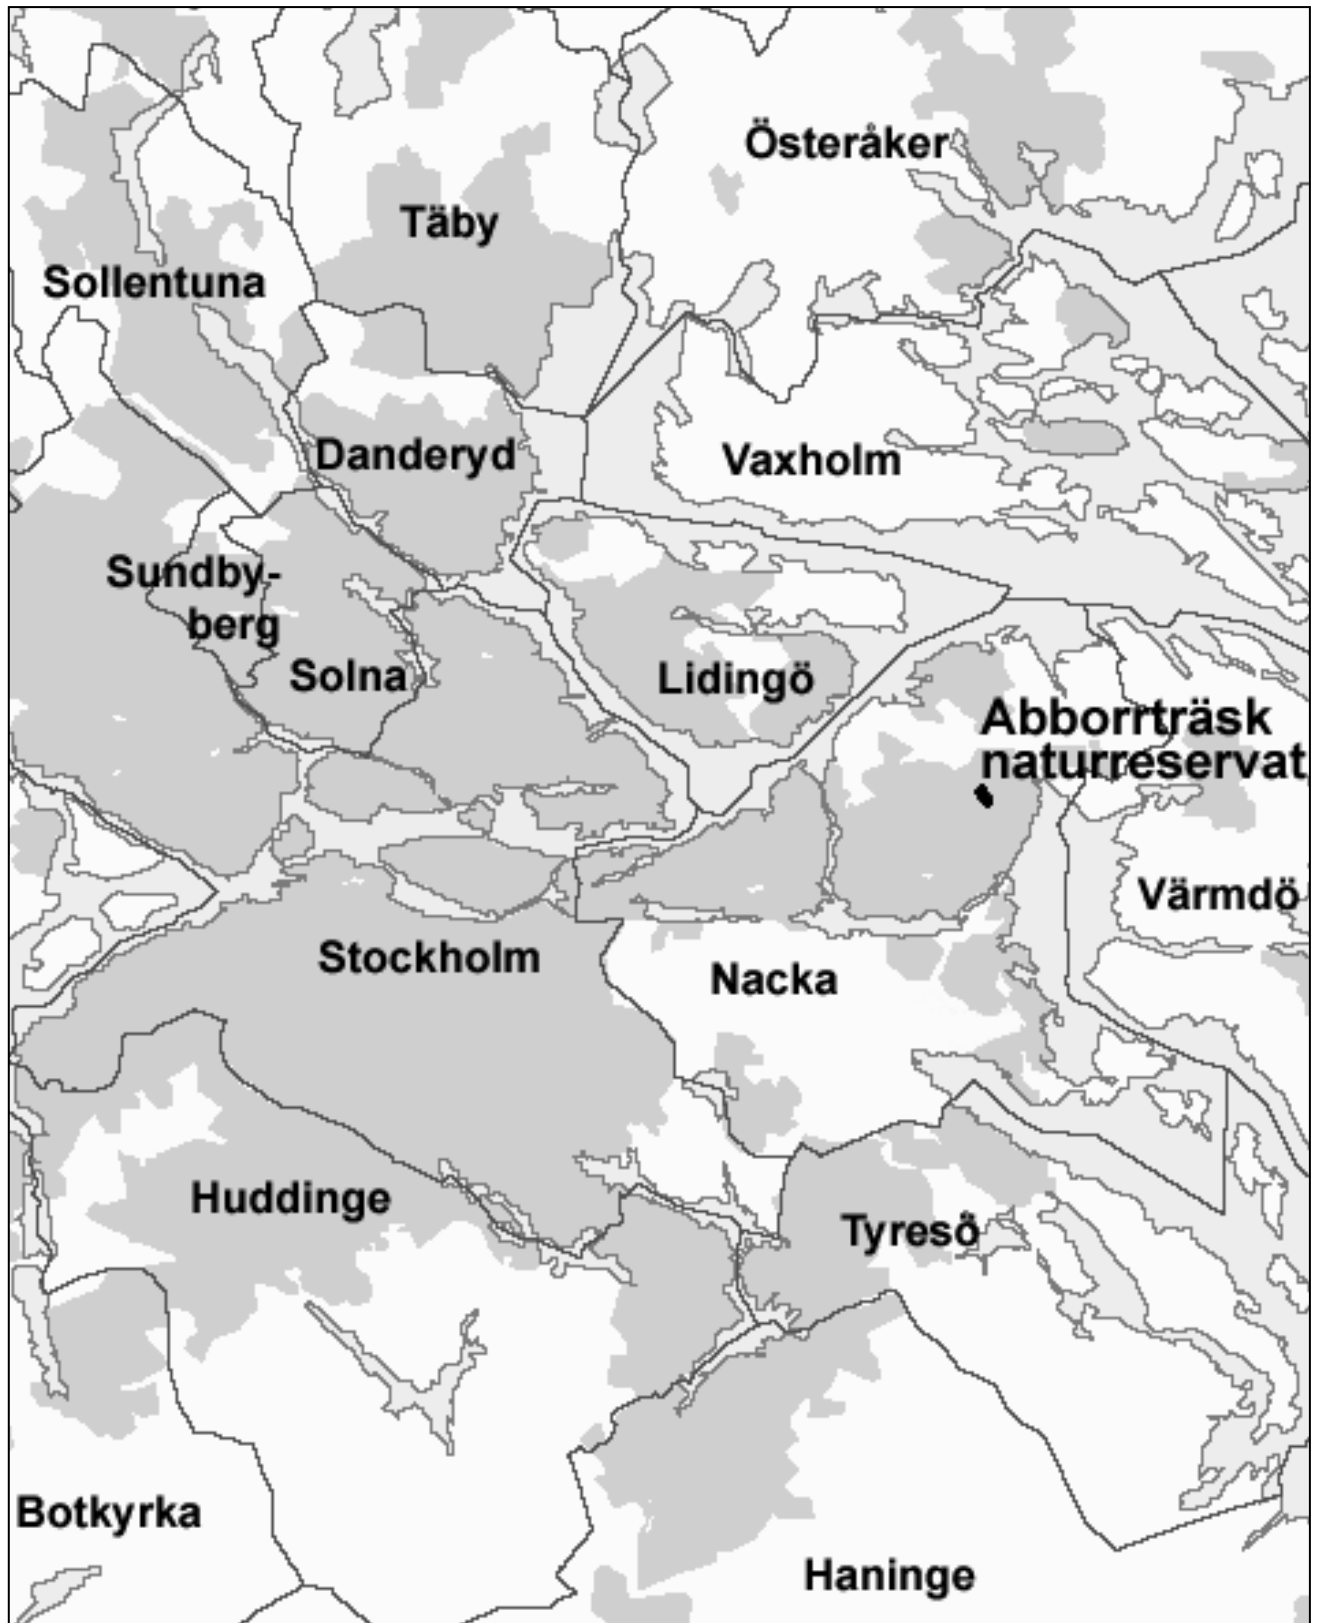 Österåker
Täby
Sollentuna
Danderyd
Vaxholm
Sundby-
berg
Solna
Lidingö
Abborrträsk
naturreservat
Värmdö
Stockholm
Nacka
Huddinge
Tyresö
Botkyrka
Haninge